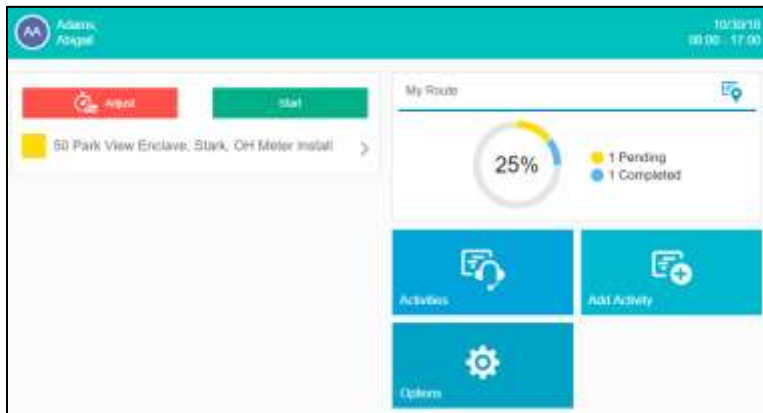 AA
Adams,
Abigail
10/30/18
08:00 - 17:00
Adjust
Start
50 Park View Enclave, Stark, OH Meter Install
My Route
25%
1 Pending
1 Completed
Activities
Add Activity
Options